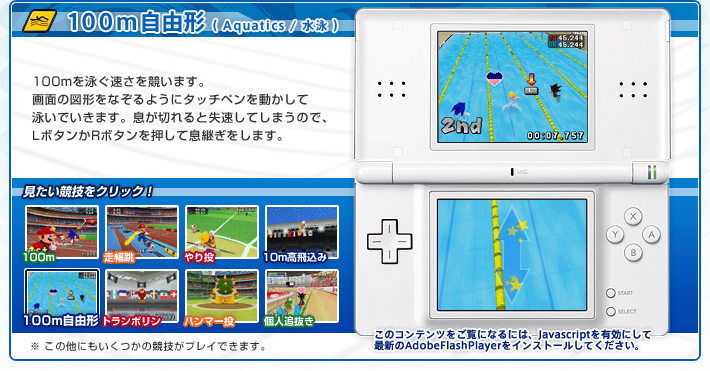 100m自由形 ( Aquatics / 水泳 )
100mを泳ぐ速さを競います。
画面の図形をなぞるようにタッチペンを動かして
泳いでいきます。息が切れると失速してしまうので、
LボタンかRボタンを押して息継ぎをします。
45.244
45.244
2nd
00:07.757
MIC.
見たい競技をクリック!
100m
走幅跳
やり投
10m高飛込み
100m自由形
トランポリン
ハンマー投
個人追抜き
※ この他にもいくつかの競技がプレイできます。
X
Y
A
B
START
SELECT
このコンテンツをご覧になるには、Javascriptを有効にして
最新のAdobeFlashPlayerをインストールしてください。